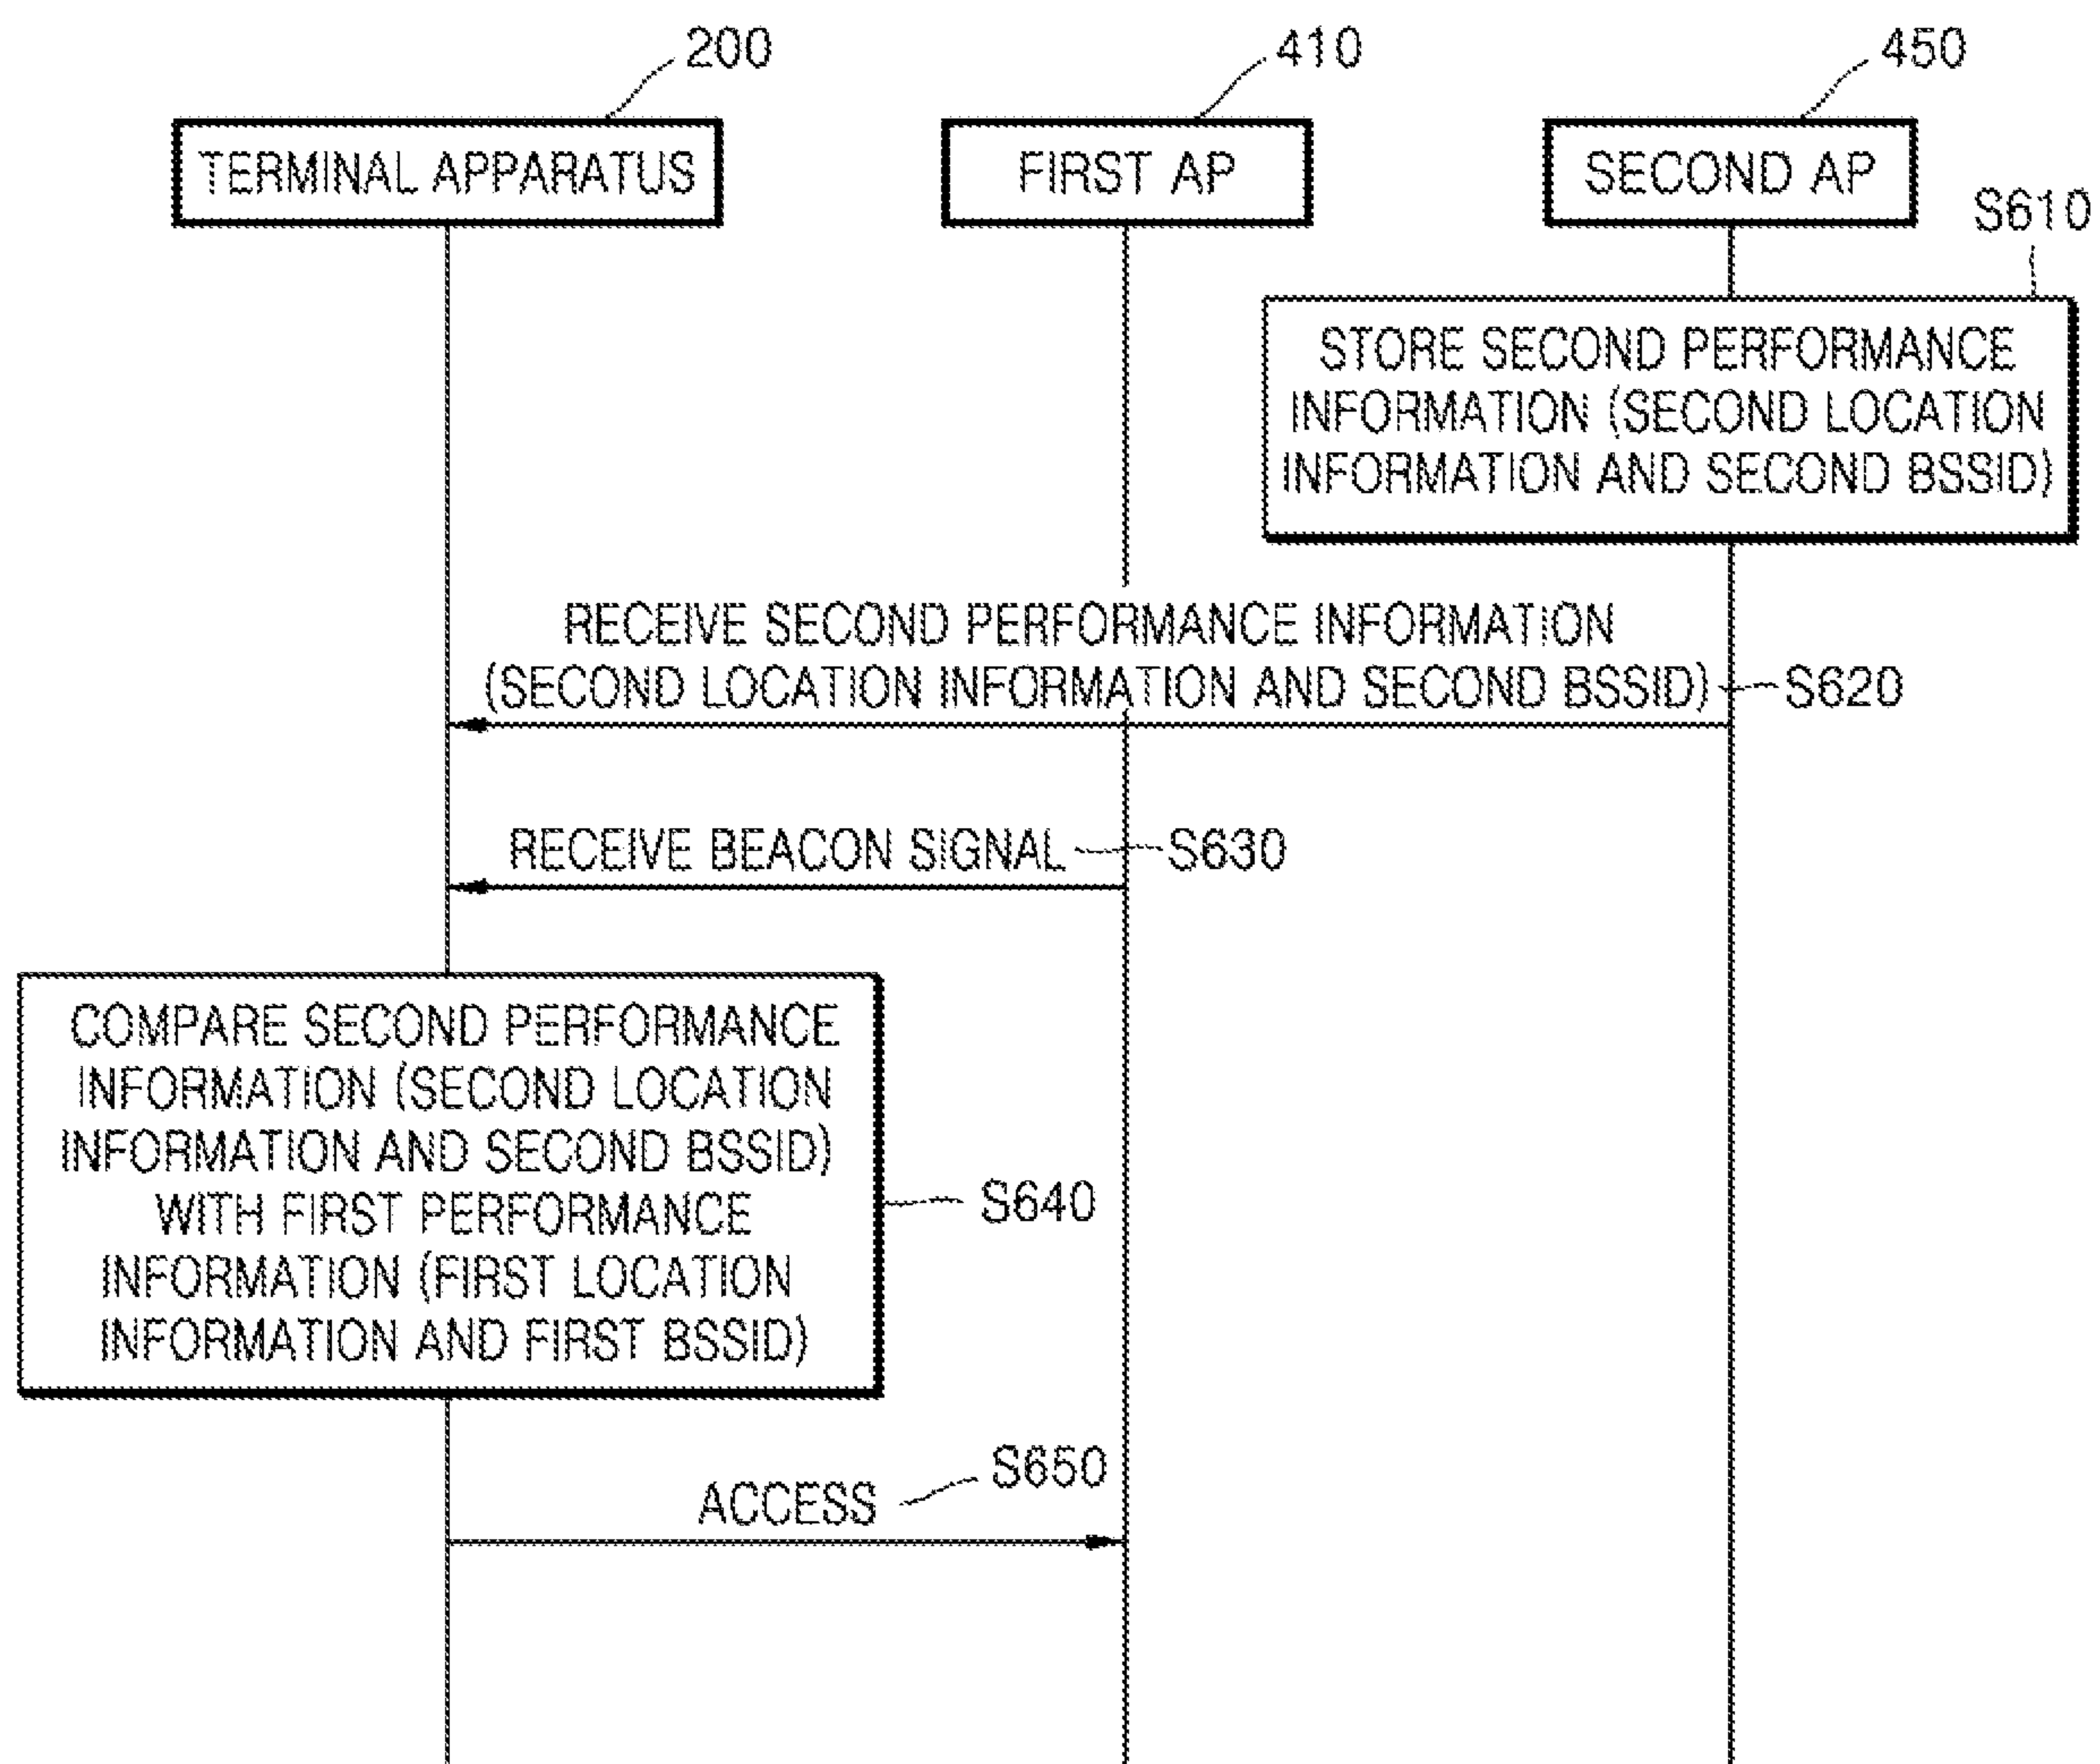 200
410
450
TERMINAL APPARATUS
FIRST AP
SECOND AP
S610
STORE SECOND PERFORMANCE
INFORMATION (SECOND LOCATION
INFORMATION AND SECOND BSSID)
RECEIVE SECOND PERFORMANCE INFORMATION
(SECOND LOCATION INFORMATION AND SECOND BSSID)
S620
RECEIVE BEACON SIGNAL
S630
COMPARE SECOND PERFORMANCE
INFORMATION (SECOND LOCATION
INFORMATION AND SECOND BSSID)
WITH FIRST PERFORMANCE
INFORMATION (FIRST LOCATION
INFORMATION AND FIRST BSSID)
S640
S650
ACCESS